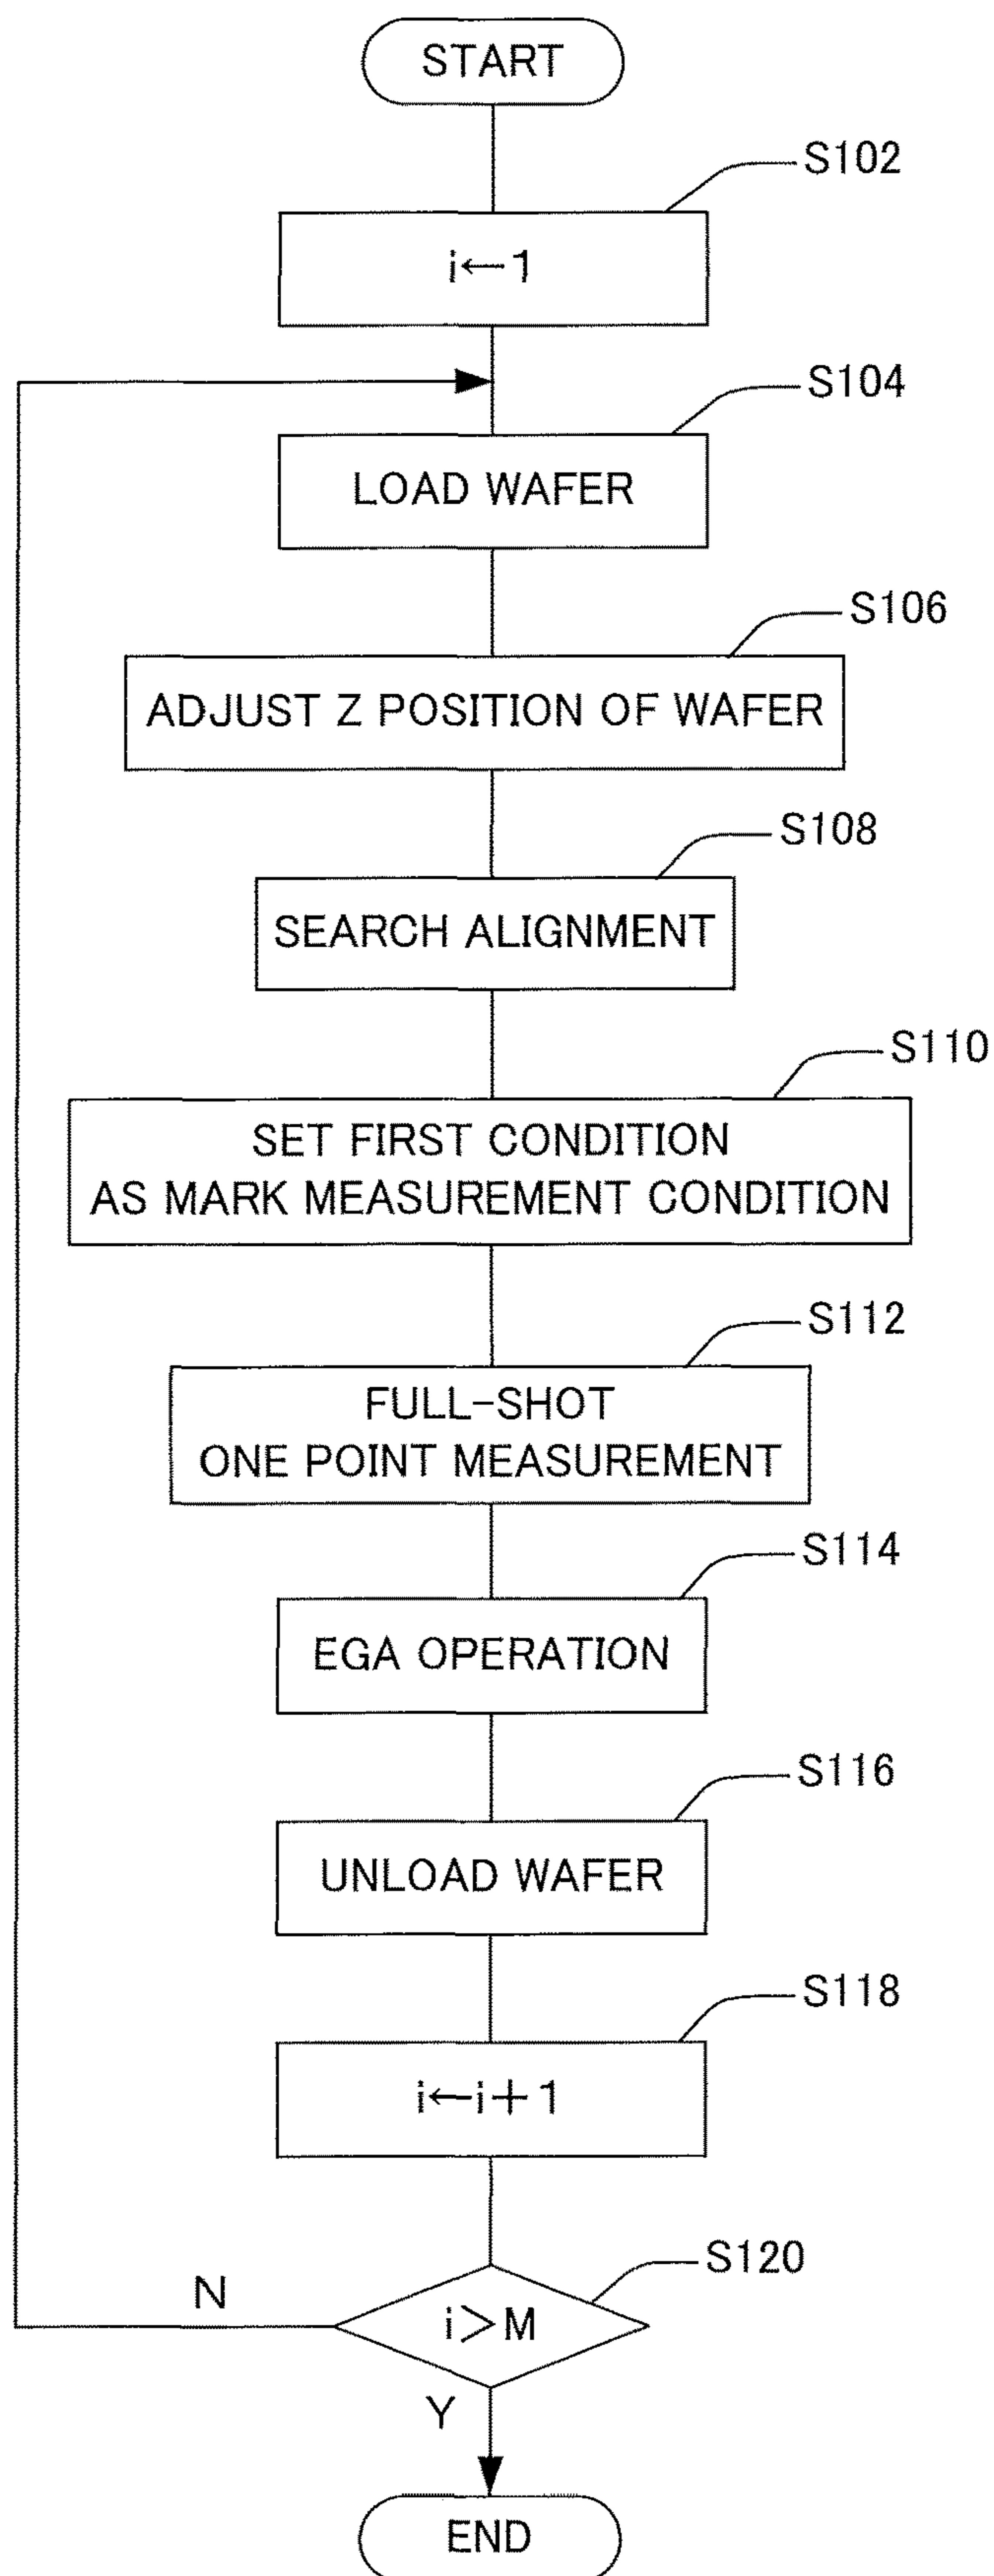 START
S102
i←1
S104
LOAD WAFER
S106
ADJUST Z POSITION OF WAFER
S108
SEARCH ALIGNMENT
S110
SET FIRST CONDITION
AS MARK MEASUREMENT CONDITION
S112
FULL-SHOT
ONE POINT MEASUREMENT
S114
EGA OPERATION
S116
UNLOAD WAFER
S118
i←i+1
S120
N
i>M
Y
END